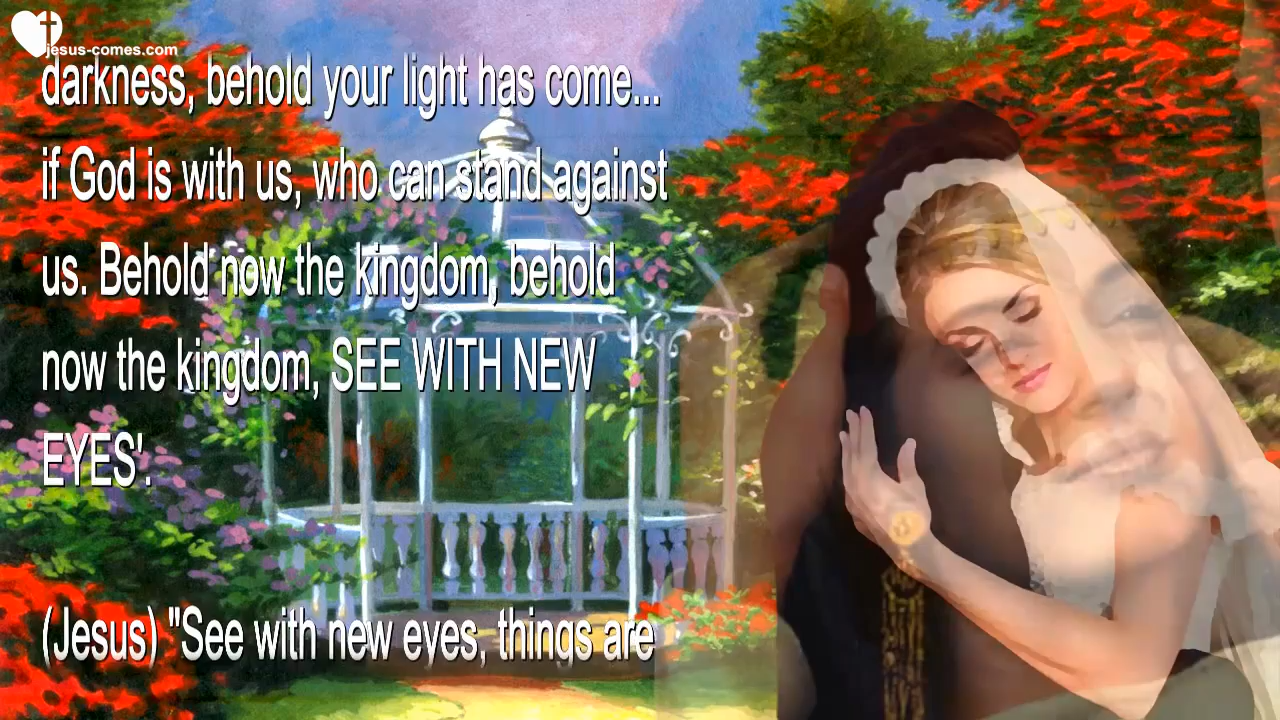 jesus-comes.com
darkness, behold your light has come...
if God is with us, who can stand against
us. Behold now the kingdom, behold
now the kingdom, SEE WITH NEW
EYES'.
(Jesus) "See with new eyes, things are